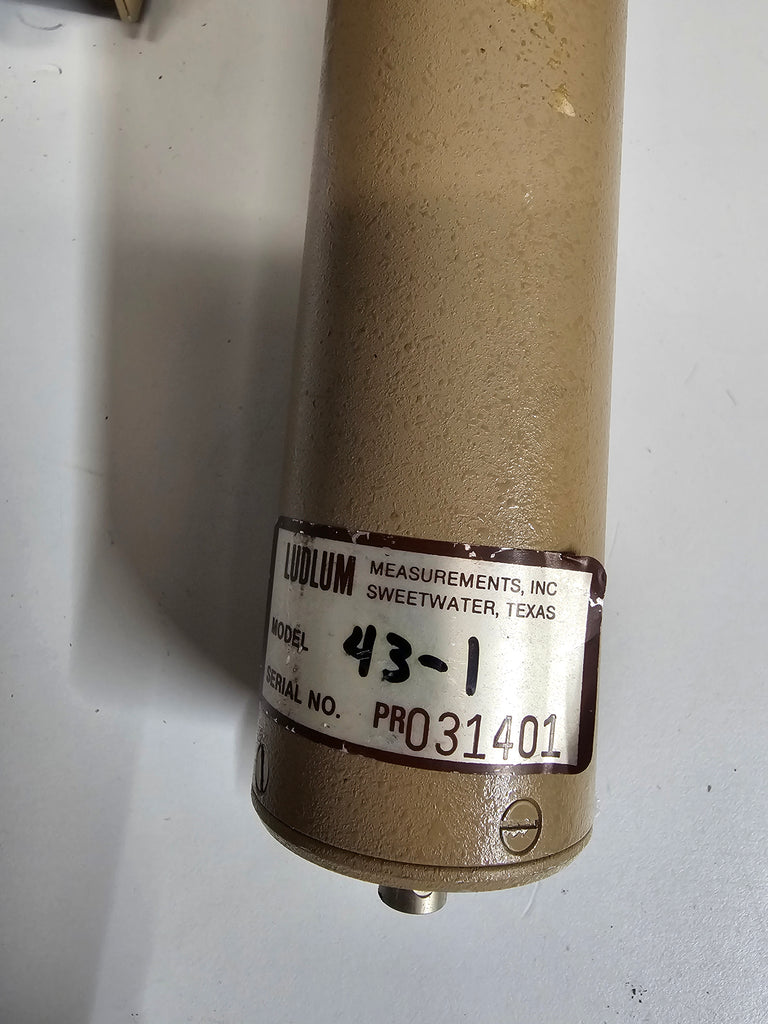 LUDLUM MEASUREMENTS, INC
SWEETWATER, TEXAS
MODEL 43-1
SERIAL NO. PR031401